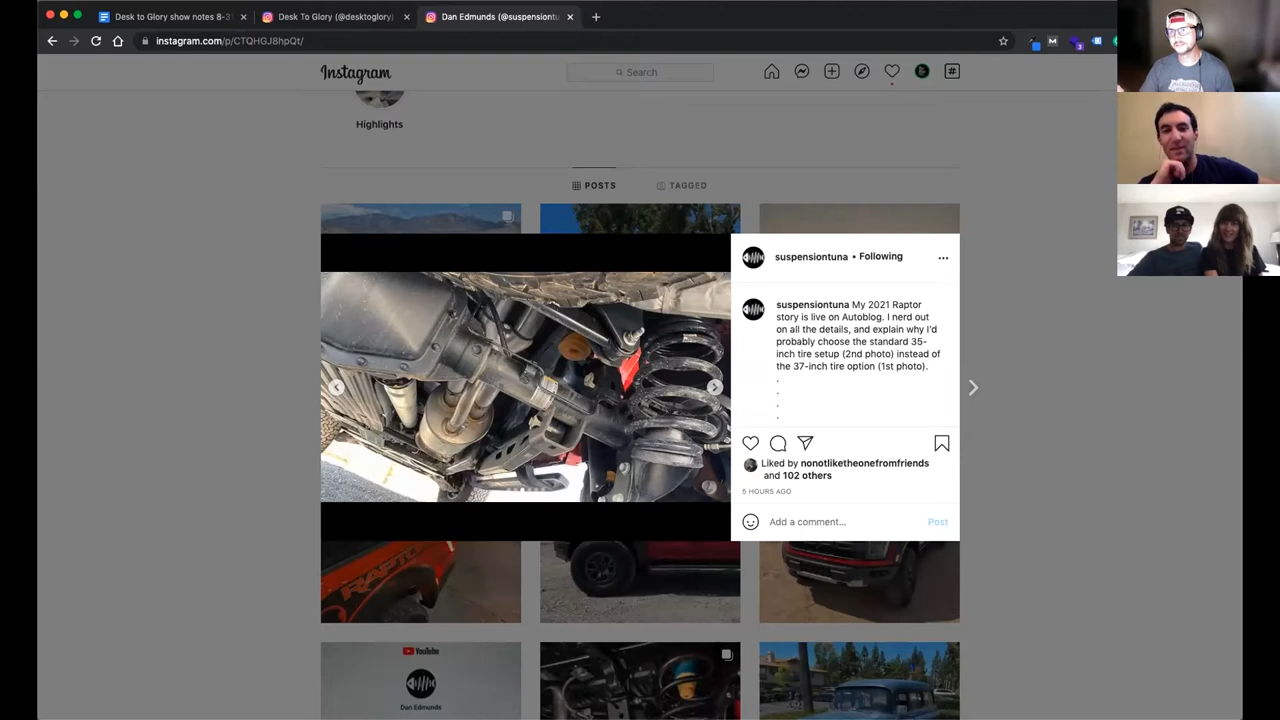 Desk to Glory show notes 8-3
Desk To Glory (@desktoglory)
Dan Edmunds (@suspensiontu
instagram.com/p/CTQHGJ8hpQt/
3
Instagram
Search
Highlights
POSTS
TAGGED
suspensiontuna • Following
suspensiontuna My 2021 Raptor
story is live on Autoblog. I nerd out
on all the details, and explain why I'd
probably choose the standard 35-
inch tire setup (2nd photo) instead of
the 37-inch tire option (1st photo).
.
.
.
.
Liked by nonotliketheonefromfriends
and 102 others
5 HOURS AGO
Add a comment...
Post
RAPTO
YouTube
Dan Edmunds